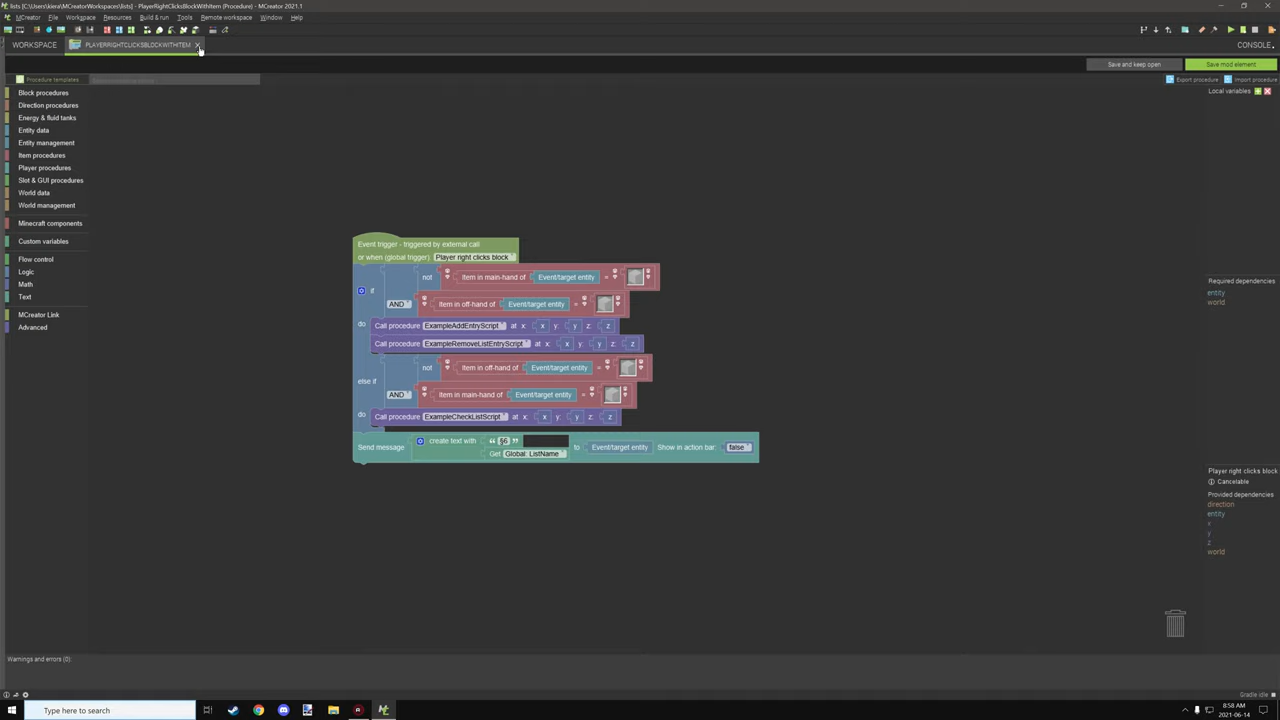 lists [C:\Users\kiera\MCreatorWorkspaces\lists] - PlayerRightClicksBlockWithItem (Procedure) - MCreator 2021.1
MCreator File Workspace Resources Build & run Tools Remote workspace Window Help
WORKSPACE PLAYERRIGHTCLICKSBLOCKWITHITEM CONSOLE
Save and keep open Save mod element
Procedure templates Export procedure Import procedure
Block procedures
Direction procedures
Energy & fluid tanks
Entity data
Entity management
Item procedures
Player procedures
Slot & GUI procedures
World data
World management
Minecraft components
Custom variables
Flow control
Logic
Math
Text
MCreator Link
Advanced
Event trigger - triggered by external call
or when (global trigger): Player right clicks block
not Item in main-hand of Event/target entity =
if
AND Item in off-hand of Event/target entity =
do Call procedure ExampleAddEntryScript at x: x y: y z: z
Call procedure ExampleRemoveListEntryScript at x: x y: y z: z
not Item in off-hand of Event/target entity =
else if
AND Item in main-hand of Event/target entity =
do Call procedure ExampleCheckListScript at x: x y: y z: z
Send message create text with “ §6 ” to Event/target entity Show in action bar: false
Get Global: ListName
Local variables
Required dependencies
entity
world
Player right clicks block
Cancelable
Provided dependencies
direction
entity
x
y
z
world
Warnings and errors (0):
Gradle idle
Type here to search
8:58 AM
2021-06-14